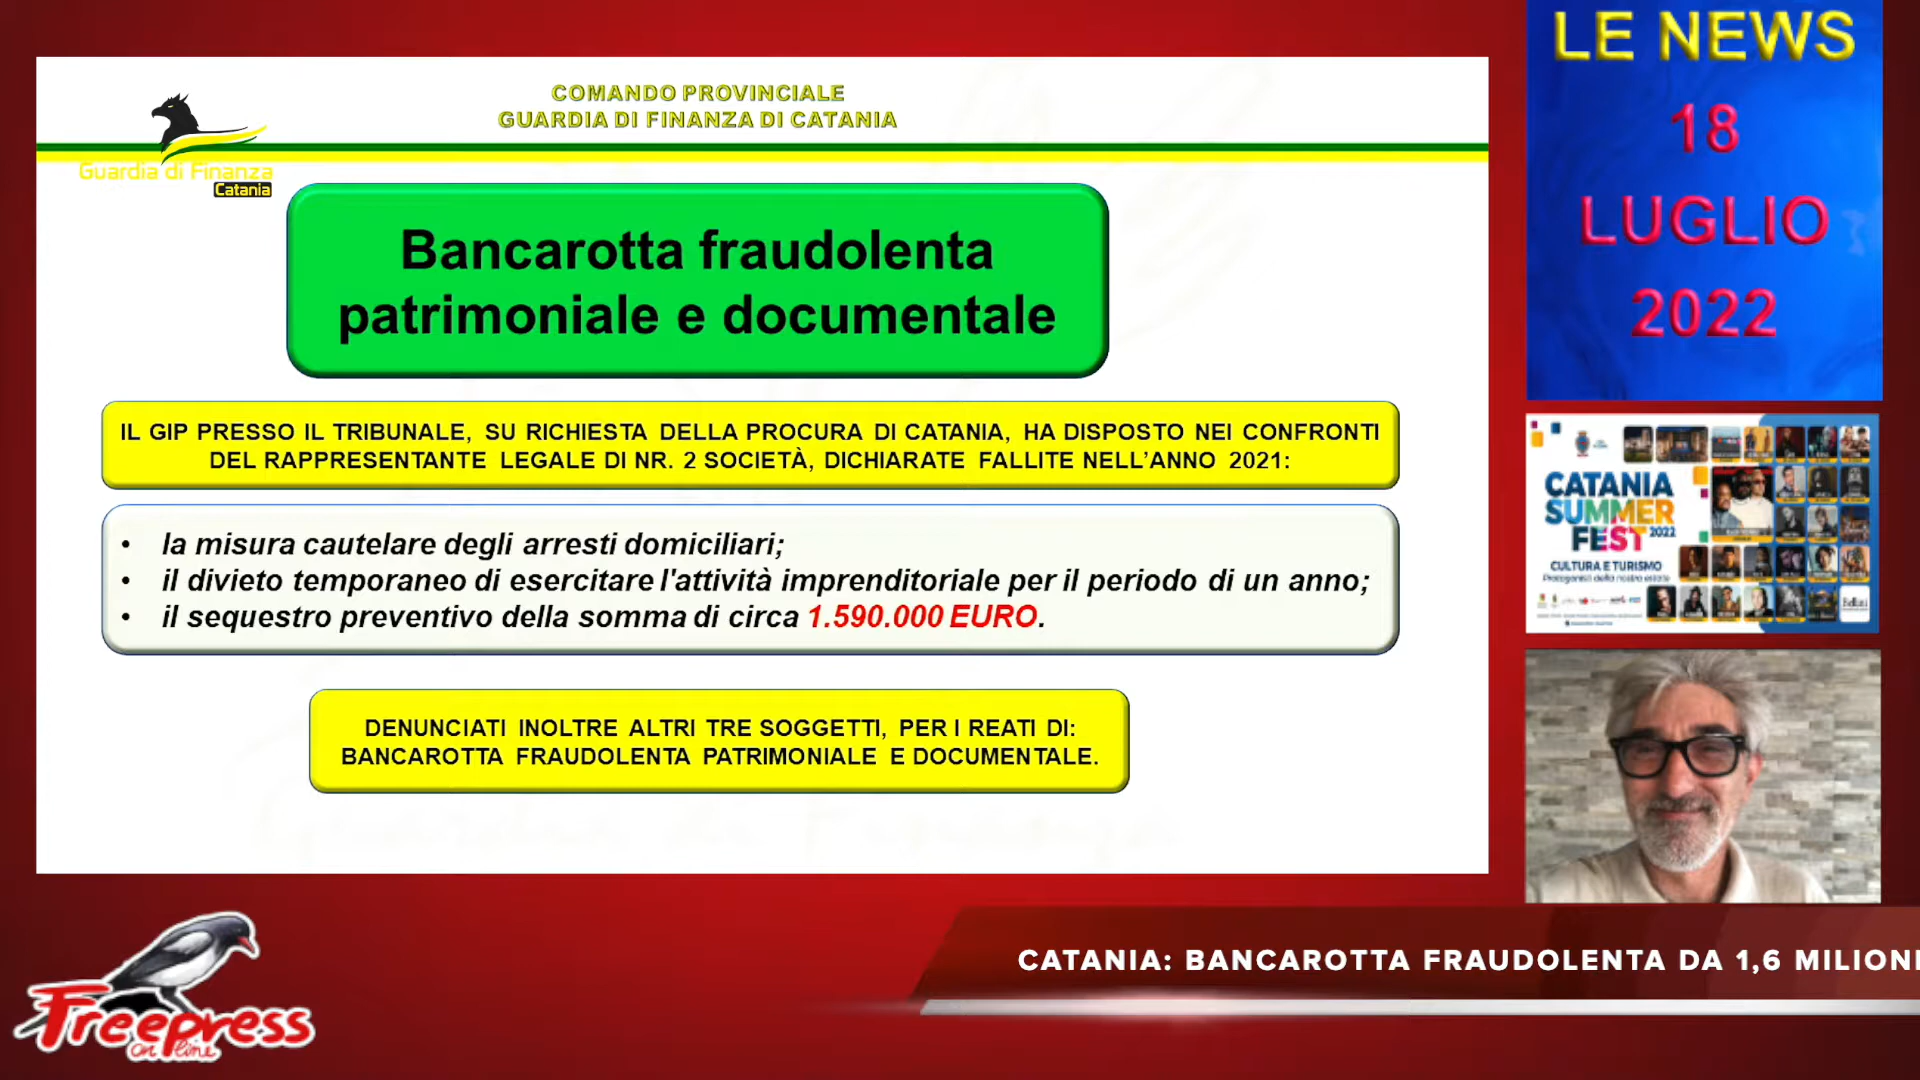 COMANDO PROVINCIALE
GUARDIA DI FINANZA DI CATANIA
Guardia di Finanza
Catania
Bancarotta fraudolenta
patrimoniale e documentale
IL GIP PRESSO IL TRIBUNALE, SU RICHIESTA DELLA PROCURA DI CATANIA, HA DISPOSTO NEI CONFRONTI
DEL RAPPRESENTANTE LEGALE DI NR. 2 SOCIETÀ, DICHIARATE FALLITE NELL'ANNO 2021:
• la misura cautelare degli arresti domiciliari;
• il divieto temporaneo di esercitare l'attività imprenditoriale per il periodo di un anno;
• il sequestro preventivo della somma di circa 1.590.000 EURO.
DENUNCIATI INOLTRE ALTRI TRE SOGGETTI, PER I REATI DI:
BANCAROTTA FRAUDOLENTA PATRIMONIALE E DOCUMENTALE.
LE NEWS
18
LUGLIO
2022
CATANIA
SUMMER
FEST 2022
CULTURA E TURISMO
Protagonisti della nostra estate
Bellini
CATANIA: BANCAROTTA FRAUDOLENTA DA 1,6 MILIONI
Freepress
on line